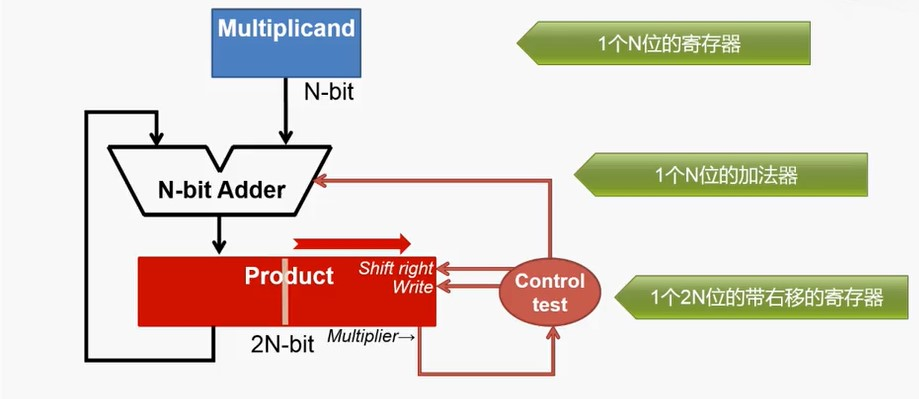 Multiplicand
1个N位的寄存器
N-bit
N-bit Adder
1个N位的加法器
Product
Shift right
Write
Control
test
1个2N位的带右移的寄存器
2N-bit
Multiplier→